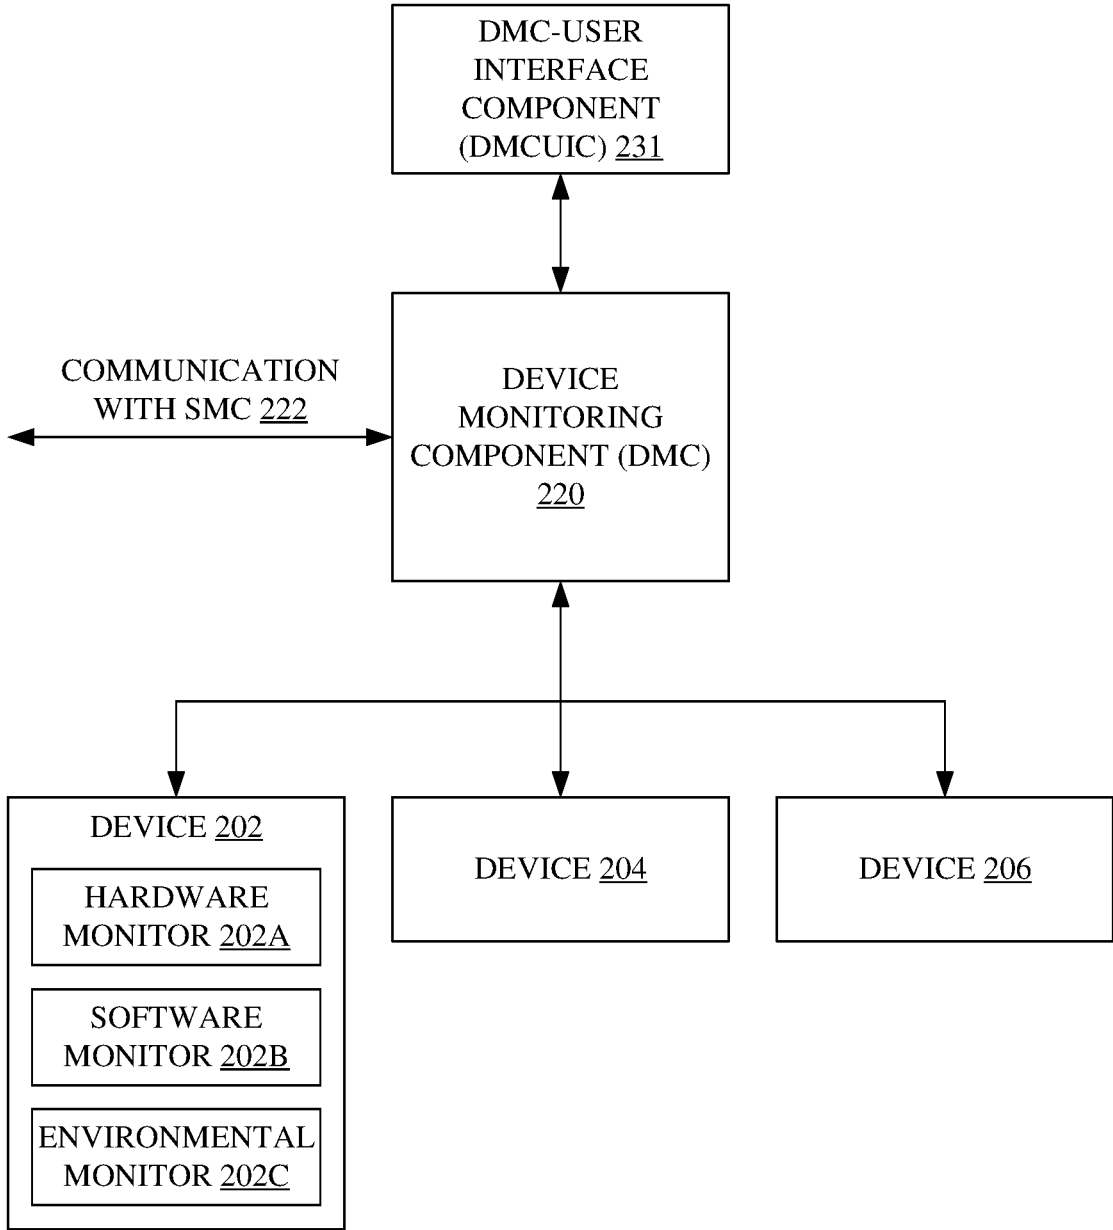 DMC-USER
INTERFACE
COMPONENT
(DMCUIC) 231
COMMUNICATION
WITH SMC 222
DEVICE
MONITORING
COMPONENT (DMC)
220
DEVICE 202
HARDWARE
MONITOR 202A
SOFTWARE
MONITOR 202B
ENVIRONMENTAL
MONITOR 202C
DEVICE 204
DEVICE 206